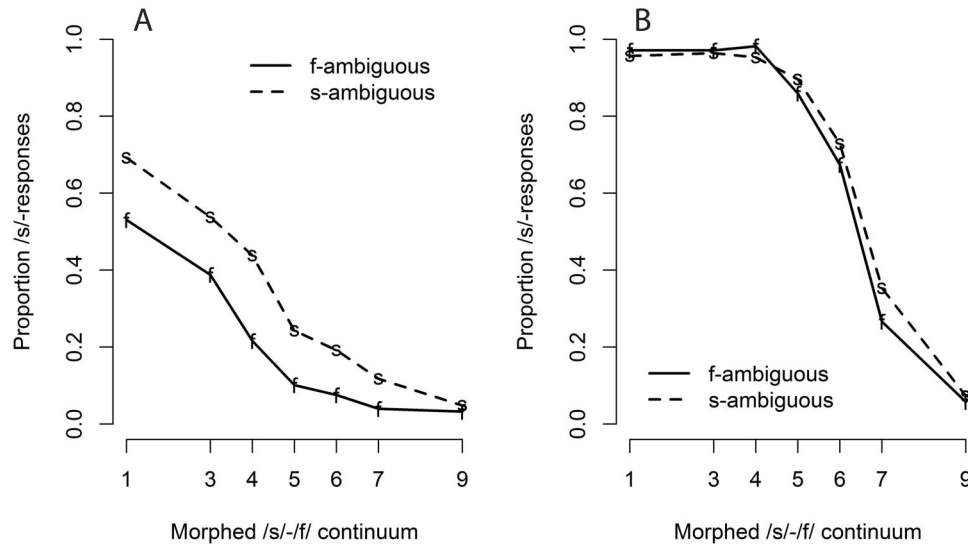 A
f-ambiguous
s-ambiguous
Proportion /s/-responses
1.0
0.8
0.6
0.4
0.2
0.0
s
s
s
s
s
s
s
f
f
f
f
f
f
f
1 3 4 5 6 7 9
Morphed /s/-/f/ continuum
B
Proportion /s/-responses
1.0
0.8
0.6
0.4
0.2
0.0
f
f
f
f
f
f
f
s
s
s
s
s
s
s
f-ambiguous
s-ambiguous
1 3 4 5 6 7 9
Morphed /s/-/f/ continuum